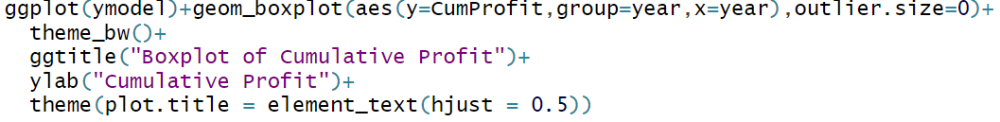 ggplot(ymodel)+geom_boxplot(aes(y=CumProfit,group=year,x=year),outlier.size=0)+
theme_bw()+
ggtitle("Boxplot of Cumulative Profit")+
ylab("Cumulative Profit")+
theme(plot.title = element_text(hjust = 0.5))